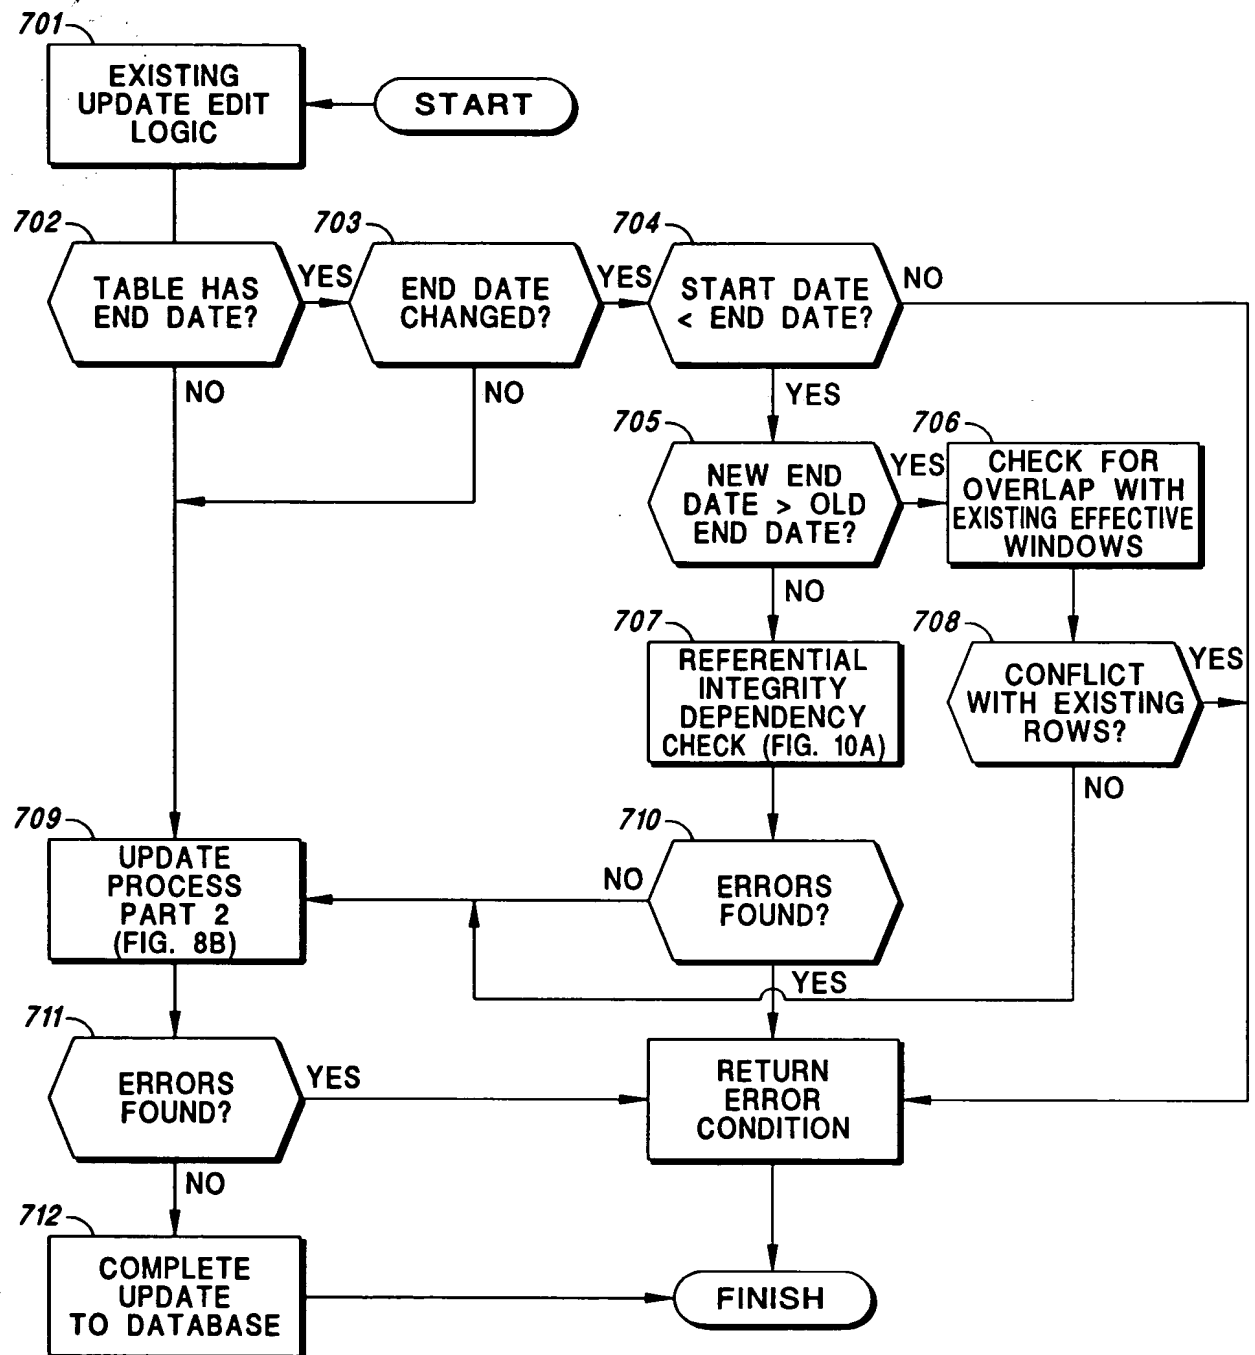 701
EXISTING
UPDATE EDIT
LOGIC
START
702
TABLE HAS
END DATE?
YES
NO
703
END DATE
CHANGED?
YES
NO
704
START DATE
< END DATE?
NO
YES
705
NEW END
DATE > OLD
END DATE?
YES
NO
706
CHECK FOR
OVERLAP WITH
EXISTING EFFECTIVE
WINDOWS
707
REFERENTIAL
INTEGRITY
DEPENDENCY
CHECK (FIG. 10A)
708
CONFLICT
WITH EXISTING
ROWS?
YES
NO
709
UPDATE
PROCESS
PART 2
(FIG. 8B)
710
ERRORS
FOUND?
NO
YES
711
ERRORS
FOUND?
YES
NO
RETURN
ERROR
CONDITION
712
COMPLETE
UPDATE
TO DATABASE
FINISH